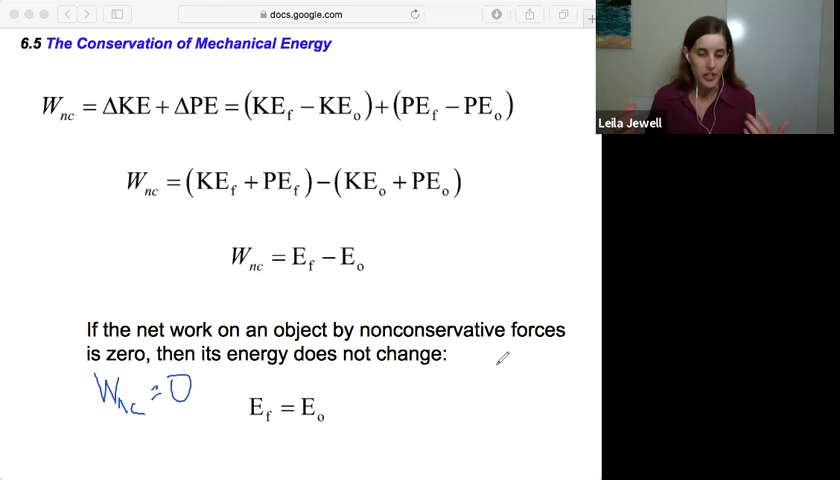 docs.google.com
6.5 The Conservation of Mechanical Energy
Leila Jewell
W_nc = ΔKE + ΔPE = (KE_f − KE_o) + (PE_f − PE_o)
W_nc = (KE_f + PE_f) − (KE_o + PE_o)
W_nc = E_f − E_o
If the net work on an object by nonconservative forces
is zero, then its energy does not change:
W_nc = 0
E_f = E_o